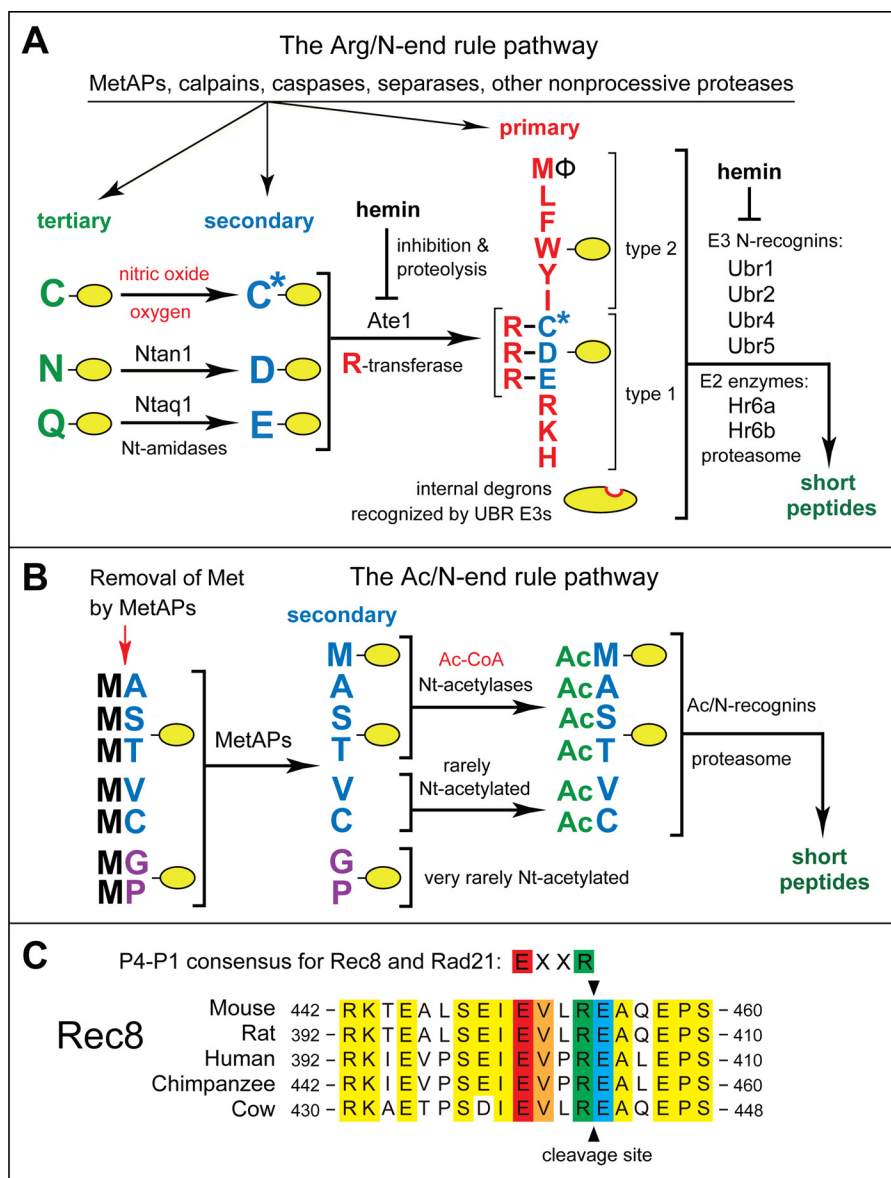 A
The Arg/N-end rule pathway
MetAPs, calpains, caspases, separases, other nonprocessive proteases
primary
tertiary
secondary
hemin
inhibition &
proteolysis
C
nitric oxide
oxygen
C*
N
Ntan1
D
Q
Ntaq1
E
Nt-amidases
Ate1
R-transferase
MΦ
L
F
W
Y
I
R-C*
R-D
R-E
R
K
H
type 2
type 1
internal degrons
recognized by UBR E3s
hemin
E3 N-recognins:
Ubr1
Ubr2
Ubr4
Ubr5
E2 enzymes:
Hr6a
Hr6b
proteasome
short
peptides
B
The Ac/N-end rule pathway
Removal of Met
by MetAPs
MA
MS
MT
MV
MC
MG
MP
MetAPs
secondary
M
A
S
T
V
C
G
P
Ac-CoA
Nt-acetylases
rarely
Nt-acetylated
very rarely Nt-acetylated
AcM
AcA
AcS
AcT
AcV
AcC
Ac/N-recognins
proteasome
short
peptides
C
P4-P1 consensus for Rec8 and Rad21: E X X R
Rec8
Mouse 442 – R K T E A L S E I E V L R E A Q E P S – 460
Rat 392 – R K T E A L S E I E V L R E A Q E P S – 410
Human 392 – R K I E V P S E I E V P R E A L E P S – 410
Chimpanzee 442 – R K I E V P S E I E V P R E A L E P S – 460
Cow 430 – R K A E T P S D I E V L R E A Q E P S – 448
cleavage site